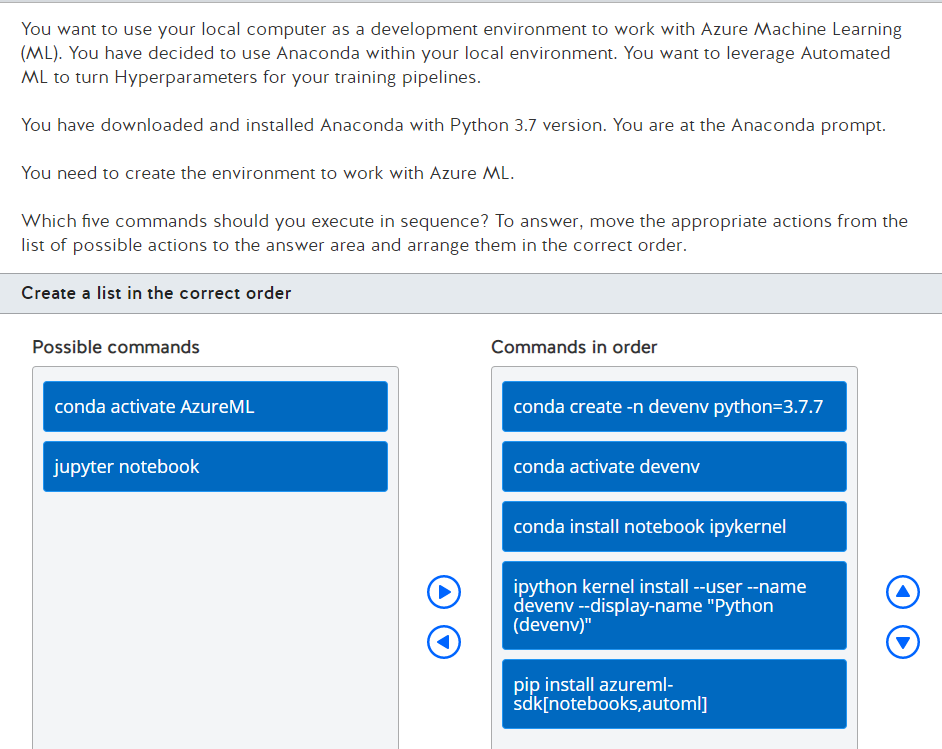 You want to use your local computer as a development environment to work with Azure Machine Learning
(ML). You have decided to use Anaconda within your local environment. You want to leverage Automated
ML to turn Hyperparameters for your training pipelines.
You have downloaded and installed Anaconda with Python 3.7 version. You are at the Anaconda prompt.
You need to create the environment to work with Azure ML.
Which five commands should you execute in sequence? To answer, move the appropriate actions from the
list of possible actions to the answer area and arrange them in the correct order.
Create a list in the correct order
Possible commands
conda activate AzureML
jupyter notebook
Commands in order
conda create -n devenv python=3.7.7
conda activate devenv
conda install notebook ipykernel
ipython kernel install --user --name
devenv --display-name "Python
(devenv)"
pip install azureml-
sdk[notebooks,automl]